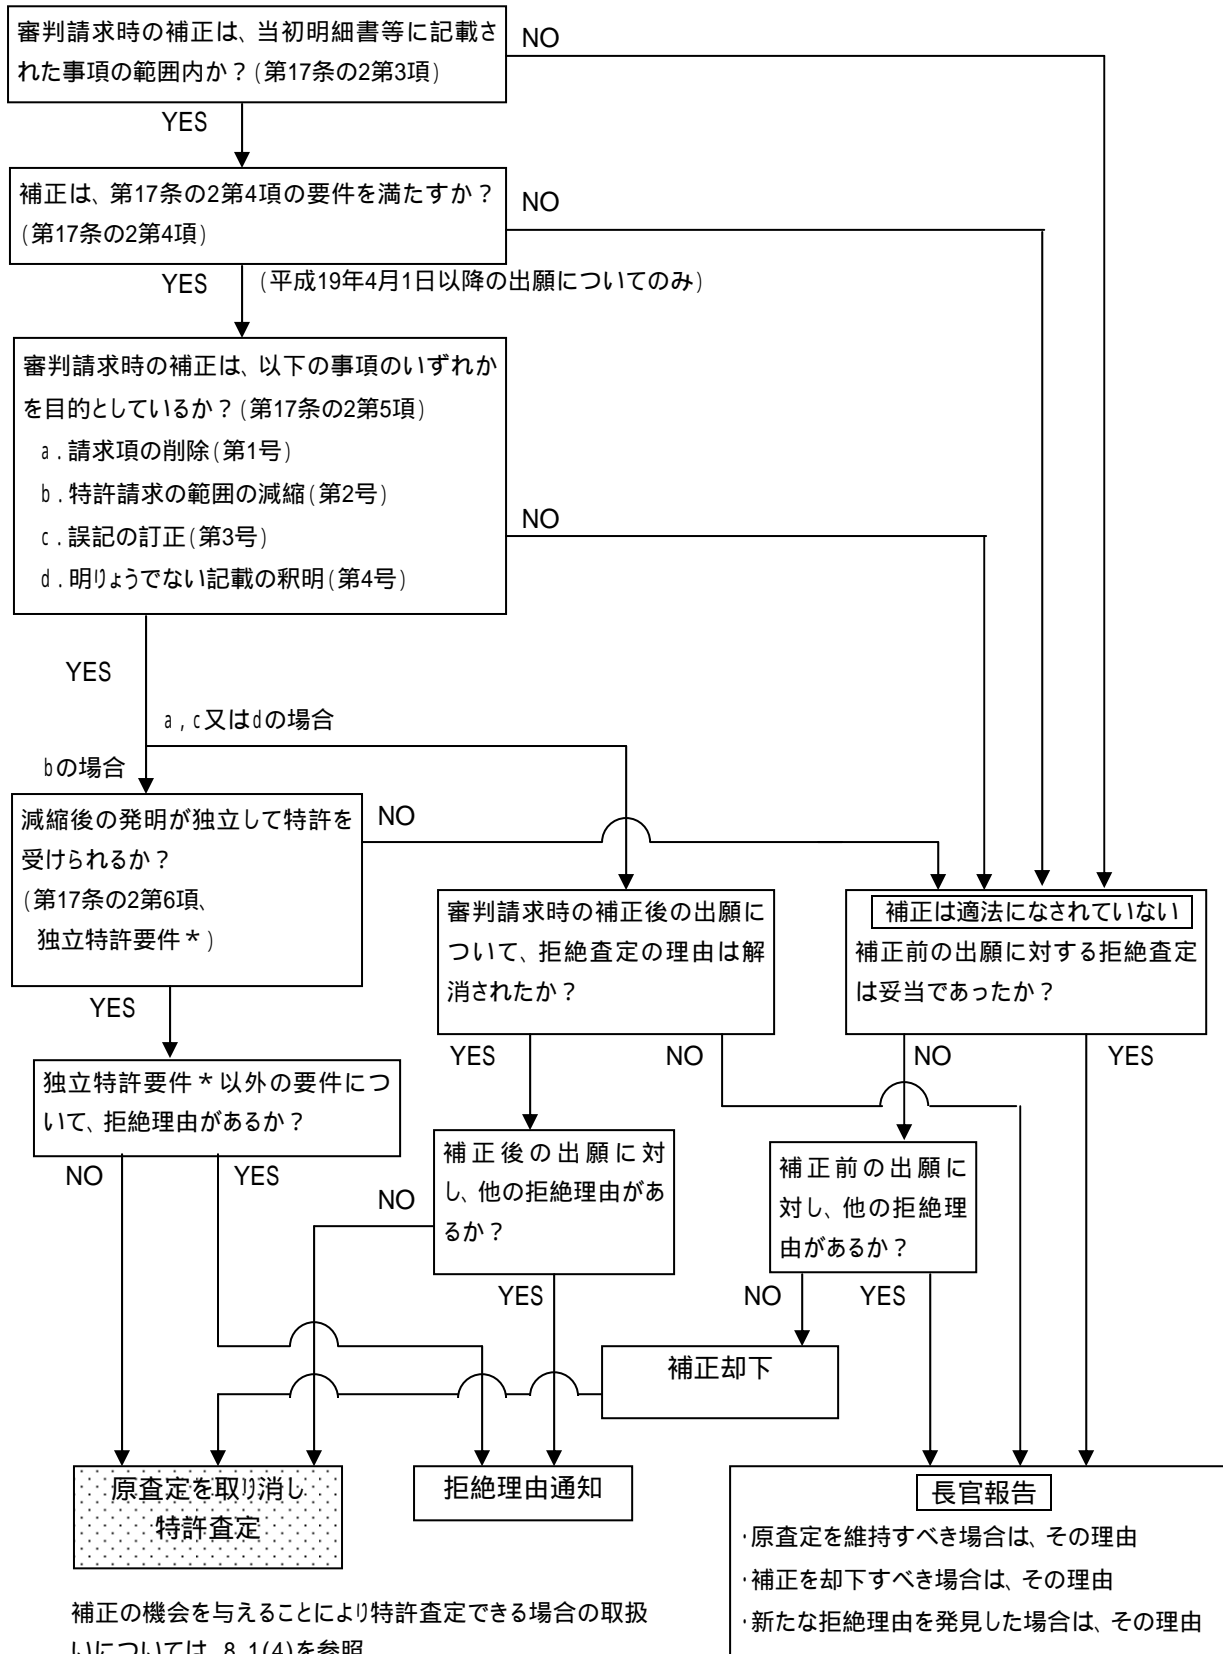 審判請求時の補正は、当初明細書等に記載さ
れた事項の範囲内か？(第17条の2第3項)
NO
YES
補正は、第17条の2第4項の要件を満たすか？
(第17条の2第4項)
NO
YES
(平成19年4月1日以降の出願についてのみ)
審判請求時の補正は、以下の事項のいずれか
を目的としているか？(第17条の2第5項)
a．請求項の削除(第1号)
b．特許請求の範囲の減縮(第2号)
c．誤記の訂正(第3号)
d．明りょうでない記載の釈明(第4号)
NO
YES
a，c又はdの場合
bの場合
減縮後の発明が独立して特許を
受けられるか？
(第17条の2第6項、
独立特許要件＊)
NO
YES
審判請求時の補正後の出願に
ついて、拒絶査定の理由は解
消されたか？
YES
NO
補正は適法になされていない
補正前の出願に対する拒絶査定
は妥当であったか？
NO
YES
独立特許要件＊以外の要件につ
いて、拒絶理由があるか？
NO
YES
補正後の出願に対
し、他の拒絶理由があ
るか？
NO
YES
補正前の出願に
対し、他の拒絶理
由があるか？
NO
YES
補正却下
原査定を取り消し
特許査定
拒絶理由通知
長官報告
・原査定を維持すべき場合は、その理由
・補正を却下すべき場合は、その理由
・新たな拒絶理由を発見した場合は、その理由
補正の機会を与えることにより特許査定できる場合の取扱
いについては、8.1(4)を参照